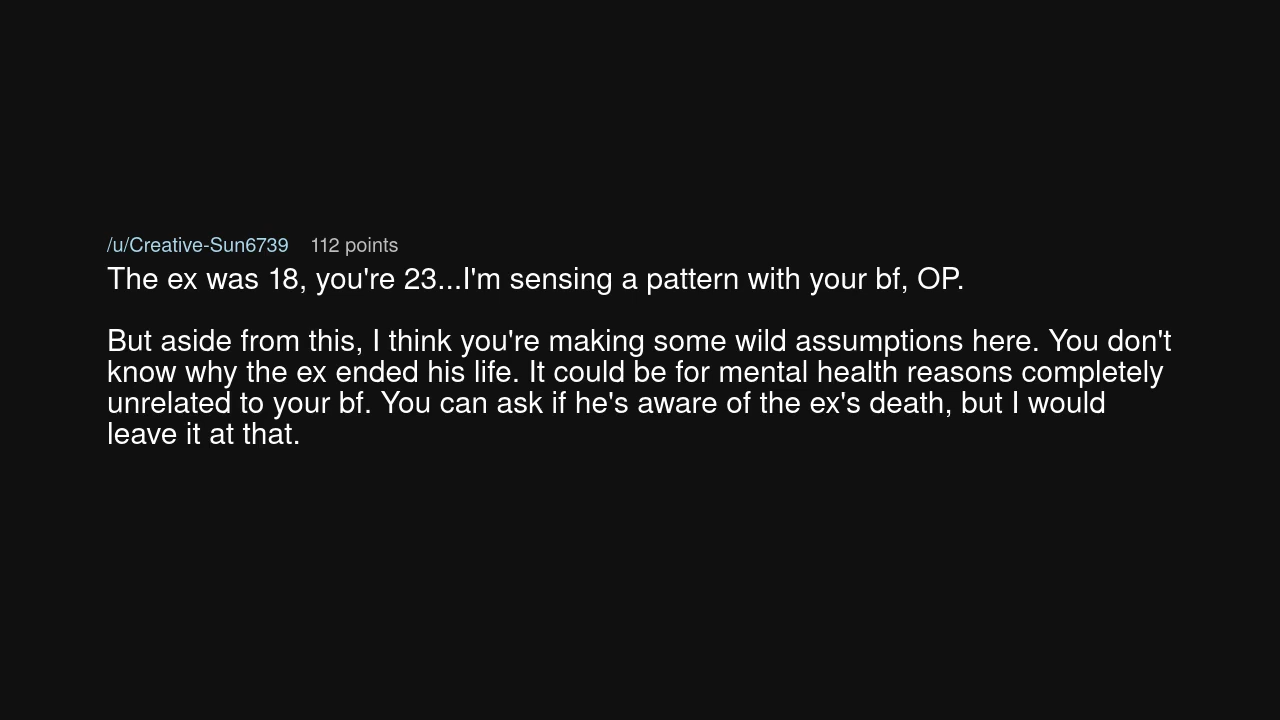 /u/Creative-Sun6739 112 points
The ex was 18, you're 23...I'm sensing a pattern with your bf, OP.
But aside from this, I think you're making some wild assumptions here. You don't
know why the ex ended his life. It could be for mental health reasons completely
unrelated to your bf. You can ask if he's aware of the ex's death, but I would
leave it at that.